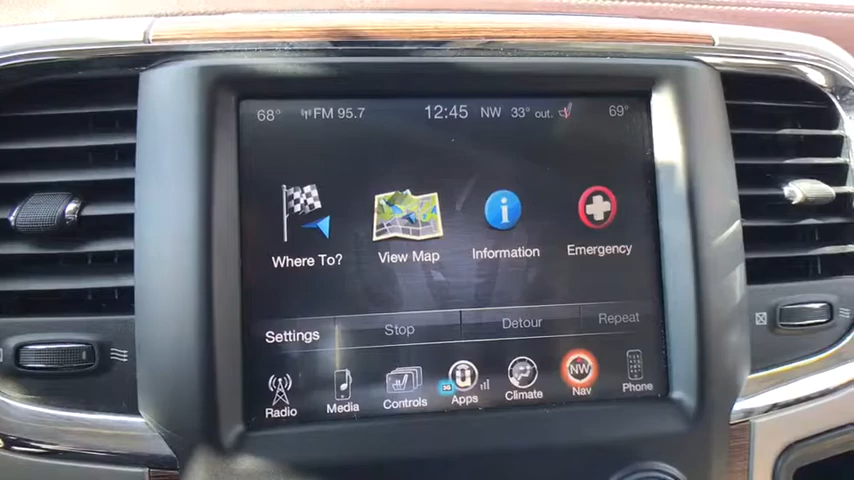 68° FM 95.7 12:45 NW 33° out. 69°
Where To? View Map Information Emergency
Settings Stop Detour Repeat
NW
3G
Radio Media Controls Apps Climate Nav Phone